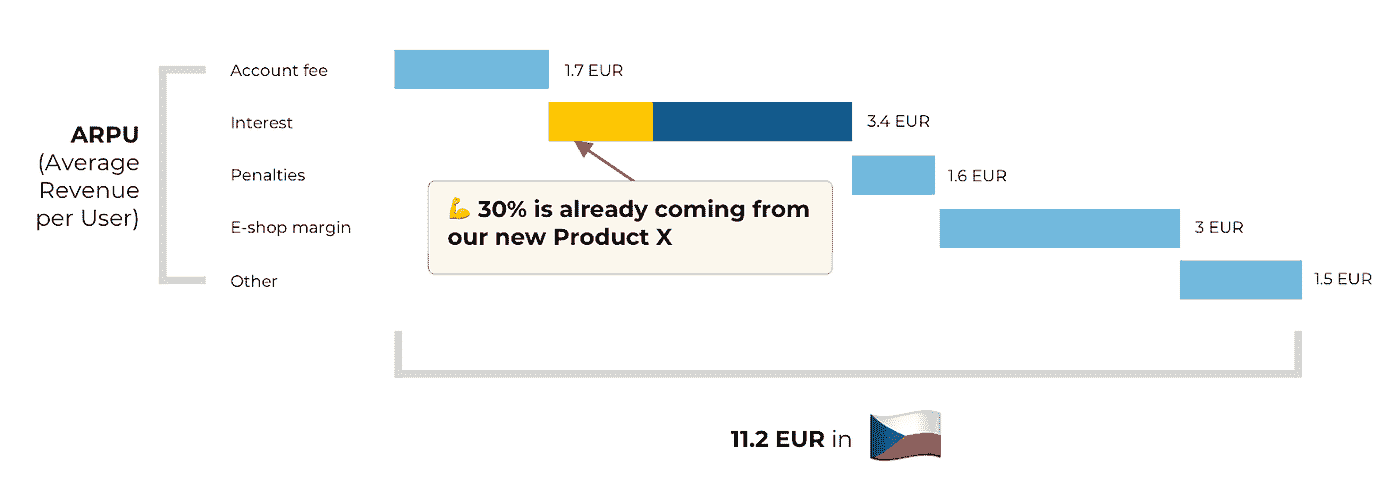 Account fee
1.7 EUR
Interest
3.4 EUR
ARPU
(Average
Revenue
per User)
Penalties
1.6 EUR
💪 30% is already coming from
our new Product X
E-shop margin
3 EUR
Other
1.5 EUR
11.2 EUR in 🇨🇿